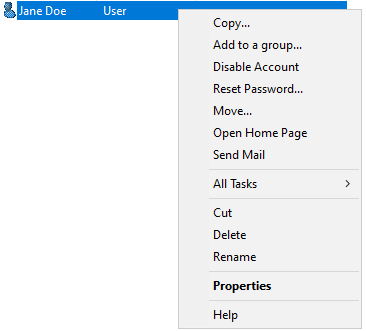 Jane Doe User
Copy...
Add to a group...
Disable Account
Reset Password...
Move...
Open Home Page
Send Mail
All Tasks
Cut
Delete
Rename
Properties
Help